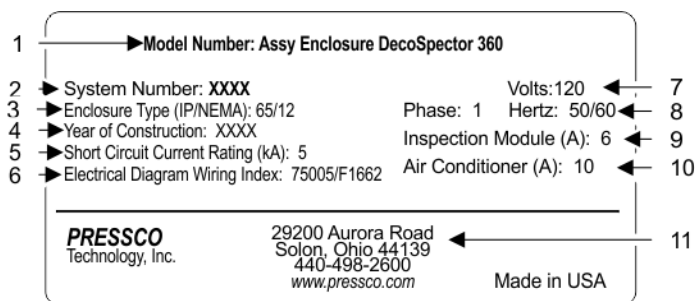 1 Model Number: Assy Enclosure DecoSpector 360
2 System Number: XXXX Volts:120 7
3 Enclosure Type (IP/NEMA): 65/12 Phase: 1 Hertz: 50/60 8
4 Year of Construction: XXXX Inspection Module (A): 6 9
5 Short Circuit Current Rating (kA): 5 Air Conditioner (A): 10 10
6 Electrical Diagram Wiring Index: 75005/F1662
PRESSCO
Technology, Inc.
29200 Aurora Road 11
Solon, Ohio 44139
440-498-2600
www.pressco.com
Made in USA